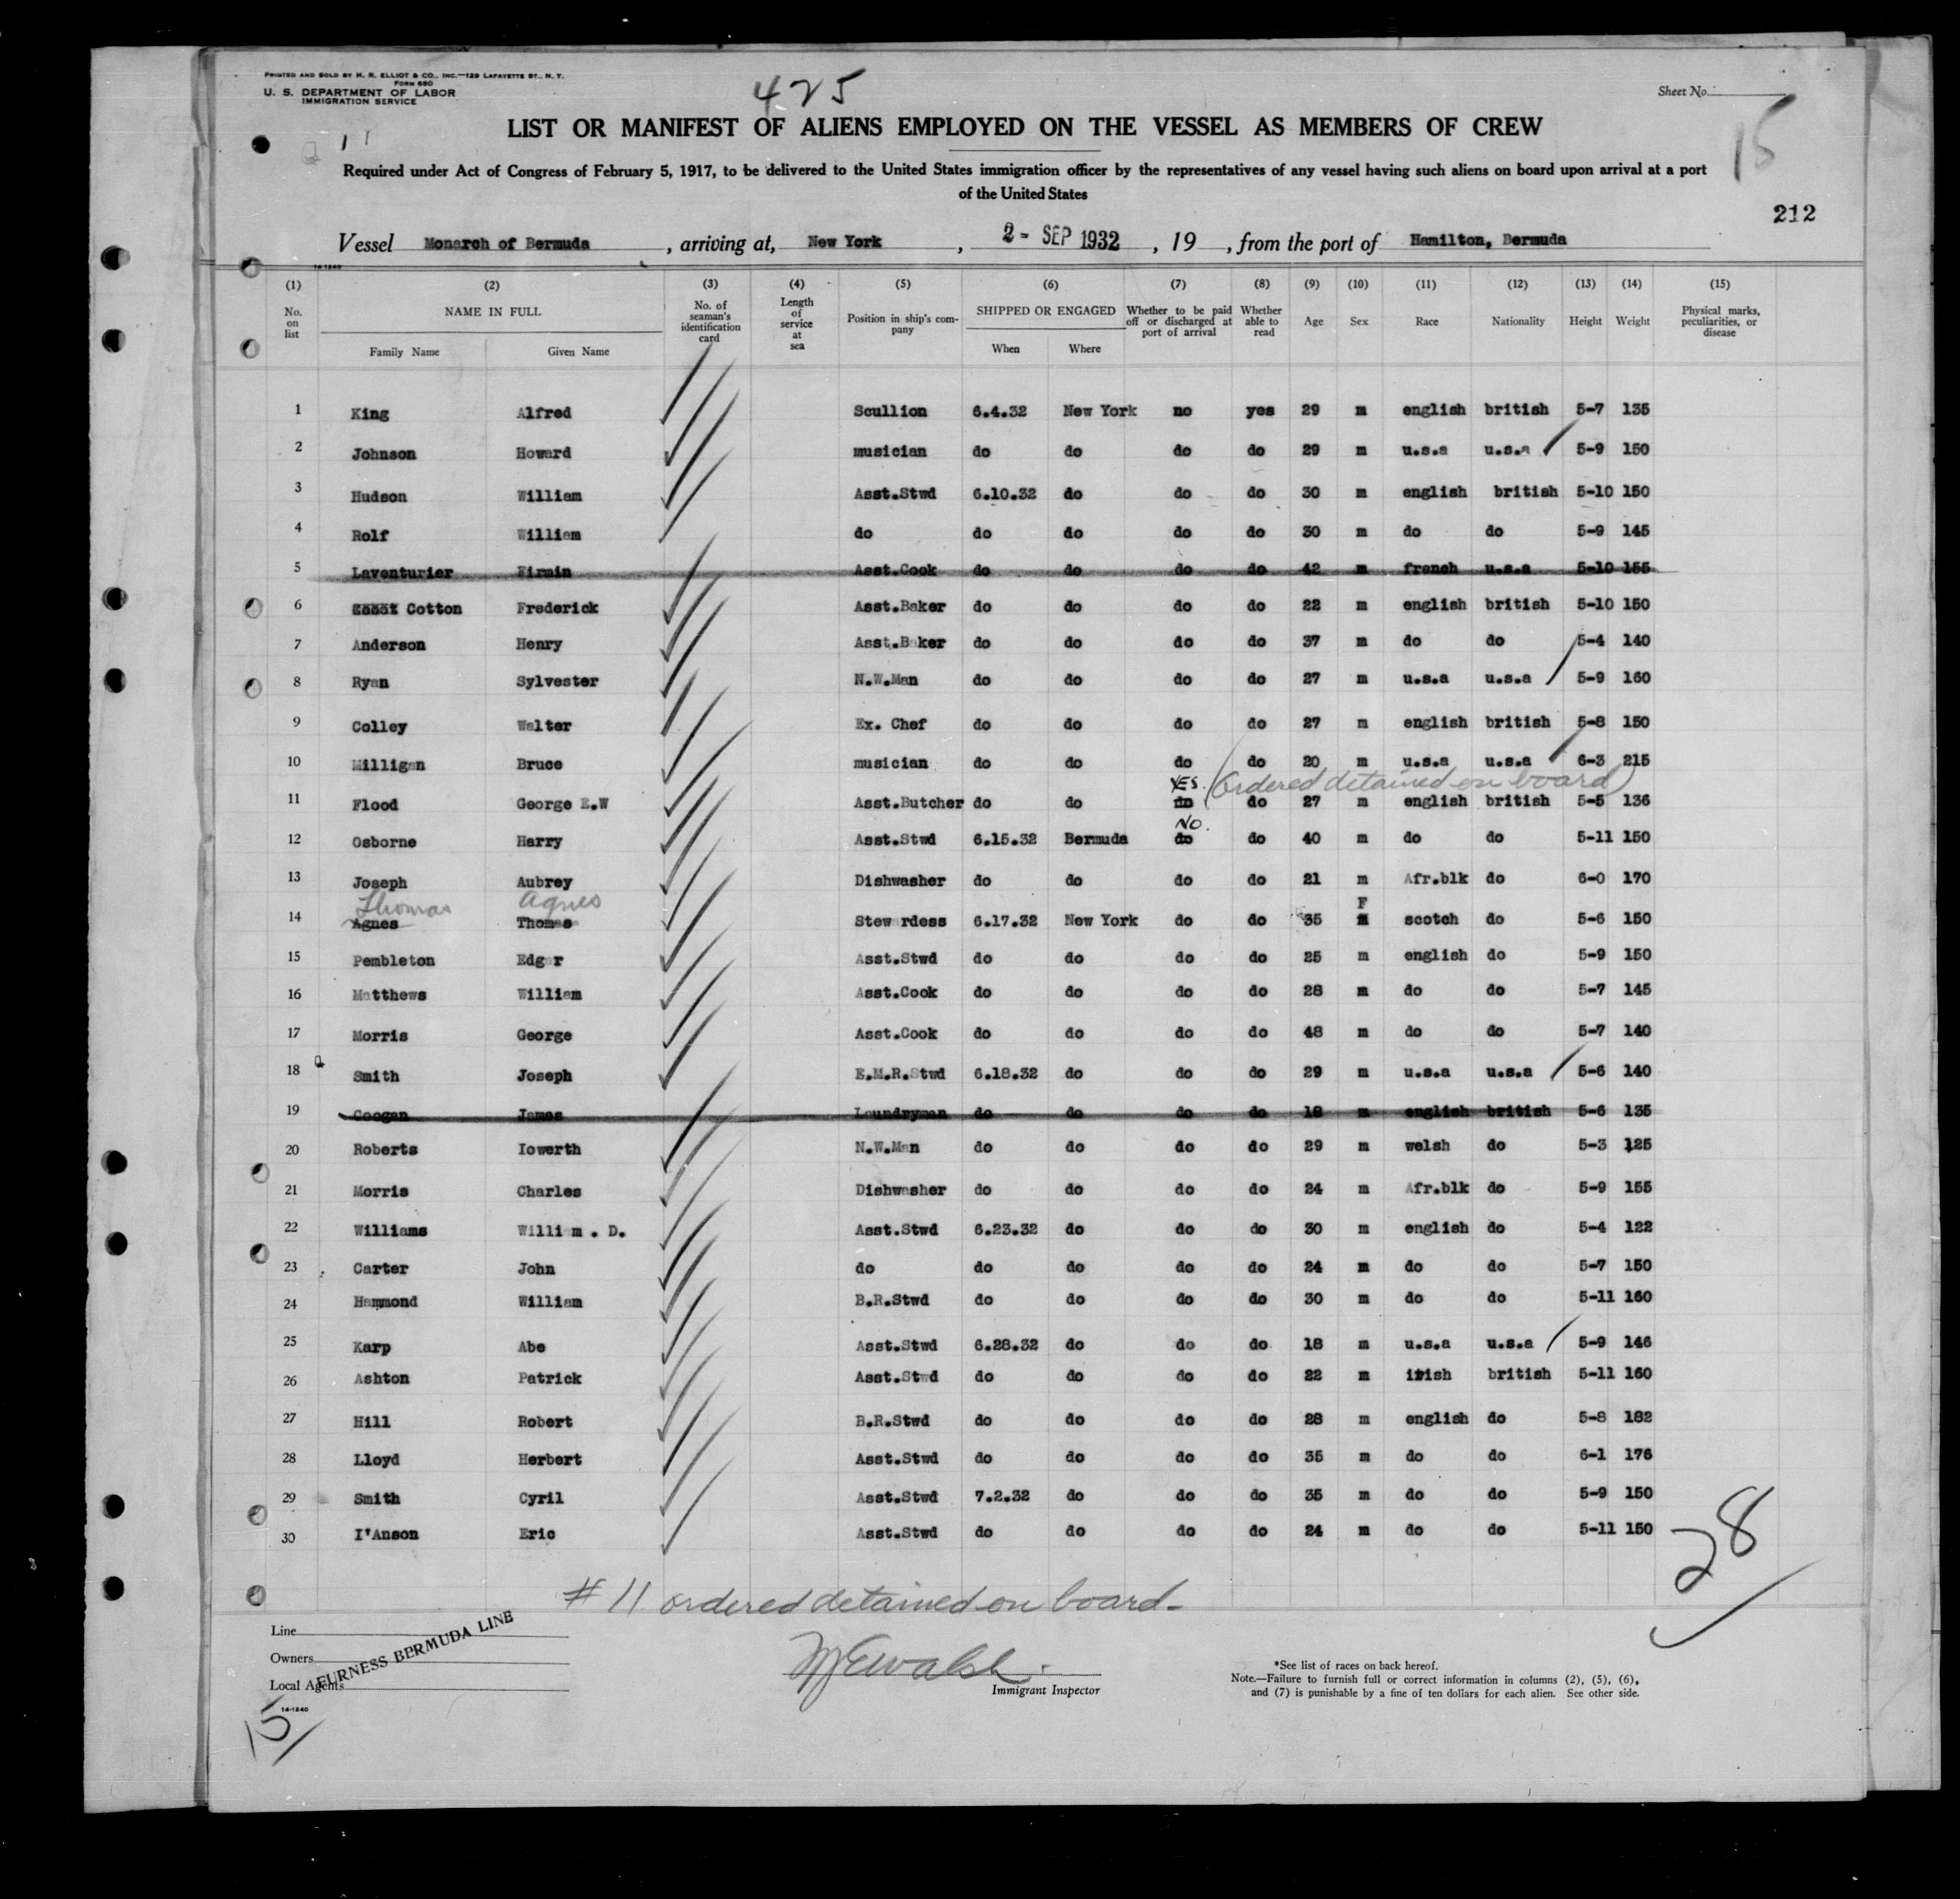 PRINTED AND SOLD BY H. R. ELLIOT & CO., INC.—129 LAFAYETTE ST., N. Y.
FORM 680
U. S. DEPARTMENT OF LABOR
IMMIGRATION SERVICE
425
Sheet No.
15
11
LIST OR MANIFEST OF ALIENS EMPLOYED ON THE VESSEL AS MEMBERS OF CREW
Required under Act of Congress of February 5, 1917, to be delivered to the United States immigration officer by the representatives of any vessel having such aliens on board upon arrival at a port
of the United States
212
Vessel Monarch of Bermuda , arriving at, New York , 2- SEP 1932 , 19 , from the port of Hamilton, Bermuda
14-1240
(1) (2) (3) (4) (5) (6) (7) (8) (9) (10) (11) (12) (13) (14) (15)
No. on list NAME IN FULL Family Name Given Name No. of seaman's identification card Length of service at sea Position in ship's company SHIPPED OR ENGAGED When Where Whether to be paid off or discharged at port of arrival Whether able to read Age Sex Race Nationality Height Weight Physical marks, peculiarities, or disease
1 King Alfred Scullion 6.4.32 New York no yes 29 m english british 5-7 135
2 Johnson Howard musician do do do do 29 m u.s.a u.s.a 5-9 150
3 Hudson William Asst.Stwd 6.10.32 do do do 30 m english british 5-10 150
4 Rolf William do do do do do 30 m do do 5-9 145
5 Laventurier Firmin Asst.Cook do do do do 42 m french u.s.a 5-10 155
6 Cotton Frederick Asst.Baker do do do do 22 m english british 5-10 150
7 Anderson Henry Asst.Baker do do do do 37 m do do 5-4 140
8 Ryan Sylvester N.W.Man do do do do 27 m u.s.a u.s.a 5-9 160
9 Colley Walter Ex. Chef do do do do 27 m english british 5-8 150
10 Milligan Bruce musician do do do do 20 m u.s.a u.s.a 6-3 215
YES. (Ordered detained on board)
11 Flood George E.W Asst.Butcher do do do do 27 m english british 5-5 136
NO.
12 Osborne Harry Asst.Stwd 6.15.32 Bermuda do do 40 m do do 5-11 150
13 Joseph Aubrey Dishwasher do do do do 21 m Afr.blk do 6-0 170
Thomas Agnes F
14 Agnes Thomas Stewardess 6.17.32 New York do do 35 m scotch do 5-6 150
15 Pembleton Edgar Asst.Stwd do do do do 25 m english do 5-9 150
16 Matthews William Asst.Cook do do do do 28 m do do 5-7 145
17 Morris George Asst.Cook do do do do 48 m do do 5-7 140
18 Smith Joseph E.M.R.Stwd 6.18.32 do do do 29 m u.s.a u.s.a 5-6 140
19 Coogan James Laundryman do do do do 18 m english british 5-6 135
20 Roberts Iowerth N.W.Man do do do do 29 m welsh do 5-3 125
21 Morris Charles Dishwasher do do do do 24 m Afr.blk do 5-9 155
22 Williams William . D. Asst.Stwd 6.23.32 do do do 30 m english do 5-4 122
23 Carter John do do do do do 24 m do do 5-7 150
24 Hammond William B.R.Stwd do do do do 30 m do do 5-11 160
25 Karp Abe Asst.Stwd 6.28.32 do do do 18 m u.s.a u.s.a 5-9 146
26 Ashton Patrick Asst.Stwd do do do do 22 m irish british 5-11 160
27 Hill Robert B.R.Stwd do do do do 28 m english do 5-8 182
28 Lloyd Herbert Asst.Stwd do do do do 35 m do do 6-1 176
29 Smith Cyril Asst.Stwd 7.2.32 do do do 35 m do do 5-9 150
30 I'Anson Eric Asst.Stwd do do do do 24 m do do 5-11 150
28
#11 ordered detained on board-
Line
Owners
Local Agents
FURNESS BERMUDA LINE
Immigrant Inspector
*See list of races on back hereof.
Note.—Failure to furnish full or correct information in columns (2), (5), (6),
and (7) is punishable by a fine of ten dollars for each alien. See other side.
14-1240
15